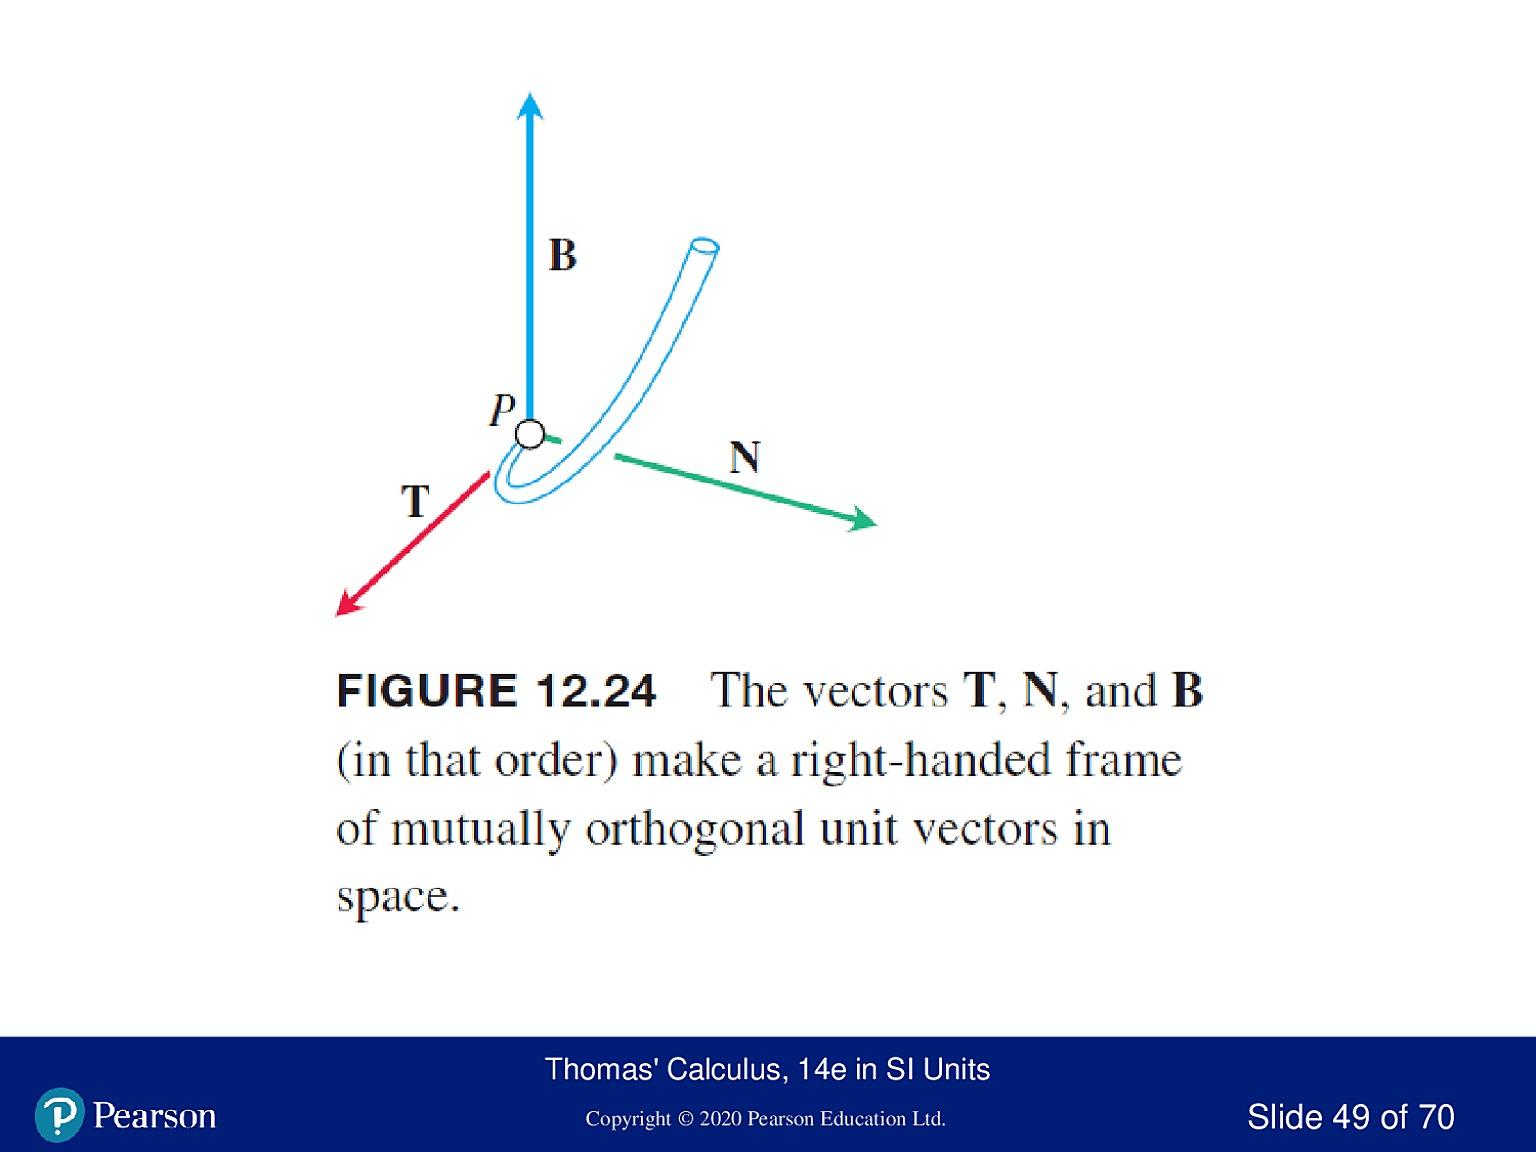 B
P
N
T
FIGURE 12.24 The vectors T, N, and B
(in that order) make a right-handed frame
of mutually orthogonal unit vectors in
space.
Thomas' Calculus, 14e in SI Units
Pearson
Copyright © 2020 Pearson Education Ltd.
Slide 49 of 70